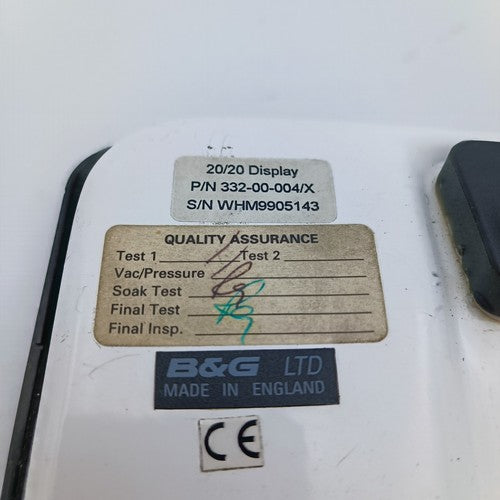 20/20 Display
P/N 332-00-004/X
S/N WHM9905143
QUALITY ASSURANCE
Test 1 Test 2
Vac/Pressure
Soak Test
Final Test
Final Insp.
B&G LTD
MADE IN ENGLAND
CE